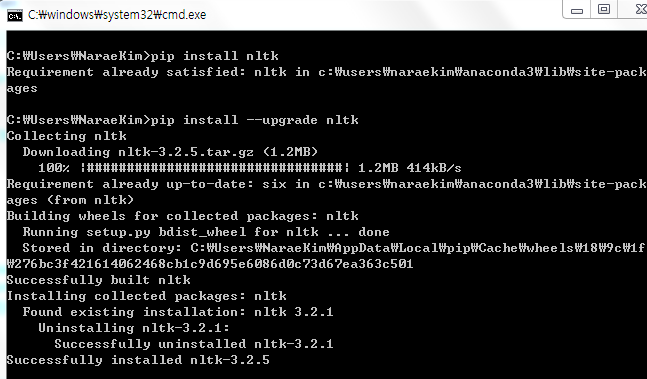 C:₩windows₩system32₩cmd.exe
C:₩Users₩NaraeKim>pip install nltk
Requirement already satisfied: nltk in c:₩users₩naraekim₩anaconda3₩lib₩site-pack
ages
C:₩Users₩NaraeKim>pip install --upgrade nltk
Collecting nltk
  Downloading nltk-3.2.5.tar.gz (1.2MB)
    100% |################################| 1.2MB 414kB/s
Requirement already up-to-date: six in c:₩users₩naraekim₩anaconda3₩lib₩site-pack
ages (from nltk)
Building wheels for collected packages: nltk
  Running setup.py bdist_wheel for nltk ... done
  Stored in directory: C:₩Users₩NaraeKim₩AppData₩Local₩pip₩Cache₩wheels₩18₩9c₩1f
₩276bc3f421614062468cb1c9d695e6086d0c73d67ea363c501
Successfully built nltk
Installing collected packages: nltk
  Found existing installation: nltk 3.2.1
    Uninstalling nltk-3.2.1:
      Successfully uninstalled nltk-3.2.1
Successfully installed nltk-3.2.5